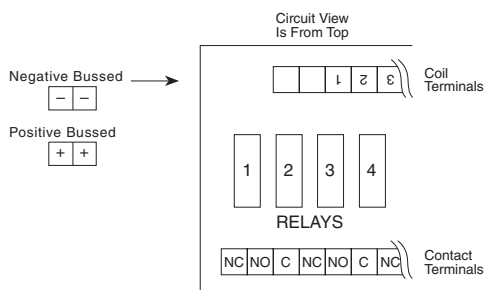 Circuit View
Is From Top
Negative Bussed
– –
Positive Bussed
+ +
1 2 3
Coil
Terminals
1 2 3 4
RELAYS
NC NO C NC NO C NC
Contact
Terminals